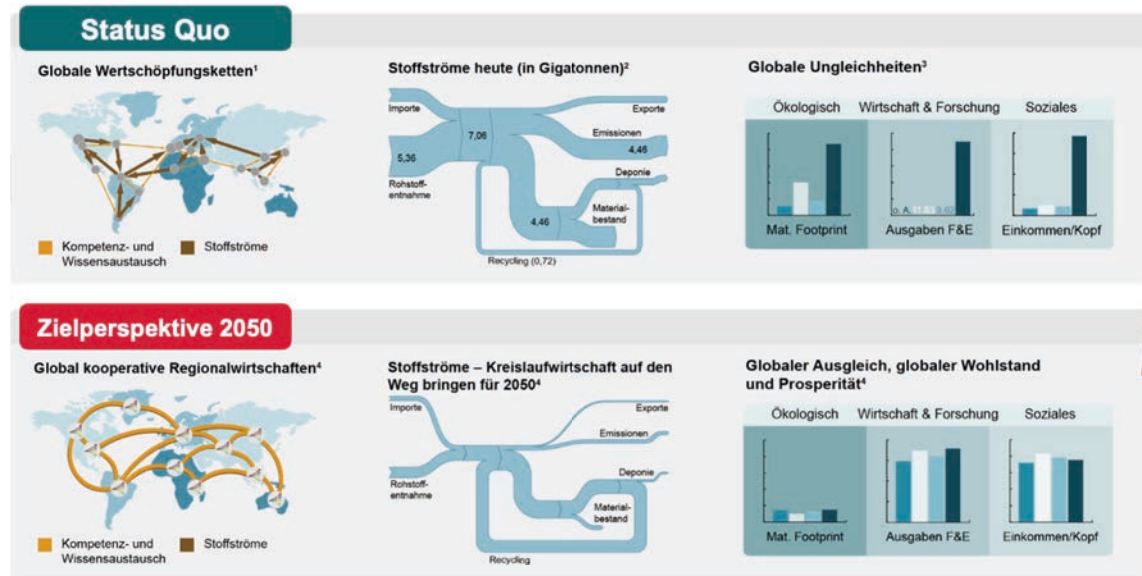 Status Quo
Globale Wertschöpfungsketten¹
Kompetenz- und
Wissensaustausch
Stoffströme
Stoffströme heute (in Gigatonnen)²
Importe
Exporte
7,06
Emissionen
4,46
5,36
Deponie
Rohstoff-
entnahme
4,46
Material-
bestand
Recycling (0,72)
Globale Ungleichheiten³
Ökologisch
Wirtschaft & Forschung
Soziales
o. A.
Mat. Footprint
Ausgaben F&E
Einkommen/Kopf
Zielperspektive 2050
Global kooperative Regionalwirtschaften⁴
Kompetenz- und
Wissensaustausch
Stoffströme
Stoffströme – Kreislaufwirtschaft auf den
Weg bringen für 2050⁴
Importe
Exporte
Emissionen
Deponie
Rohstoff-
entnahme
Material-
bestand
Recycling
Globaler Ausgleich, globaler Wohlstand
und Prosperität⁴
Ökologisch
Wirtschaft & Forschung
Soziales
Mat. Footprint
Ausgaben F&E
Einkommen/Kopf